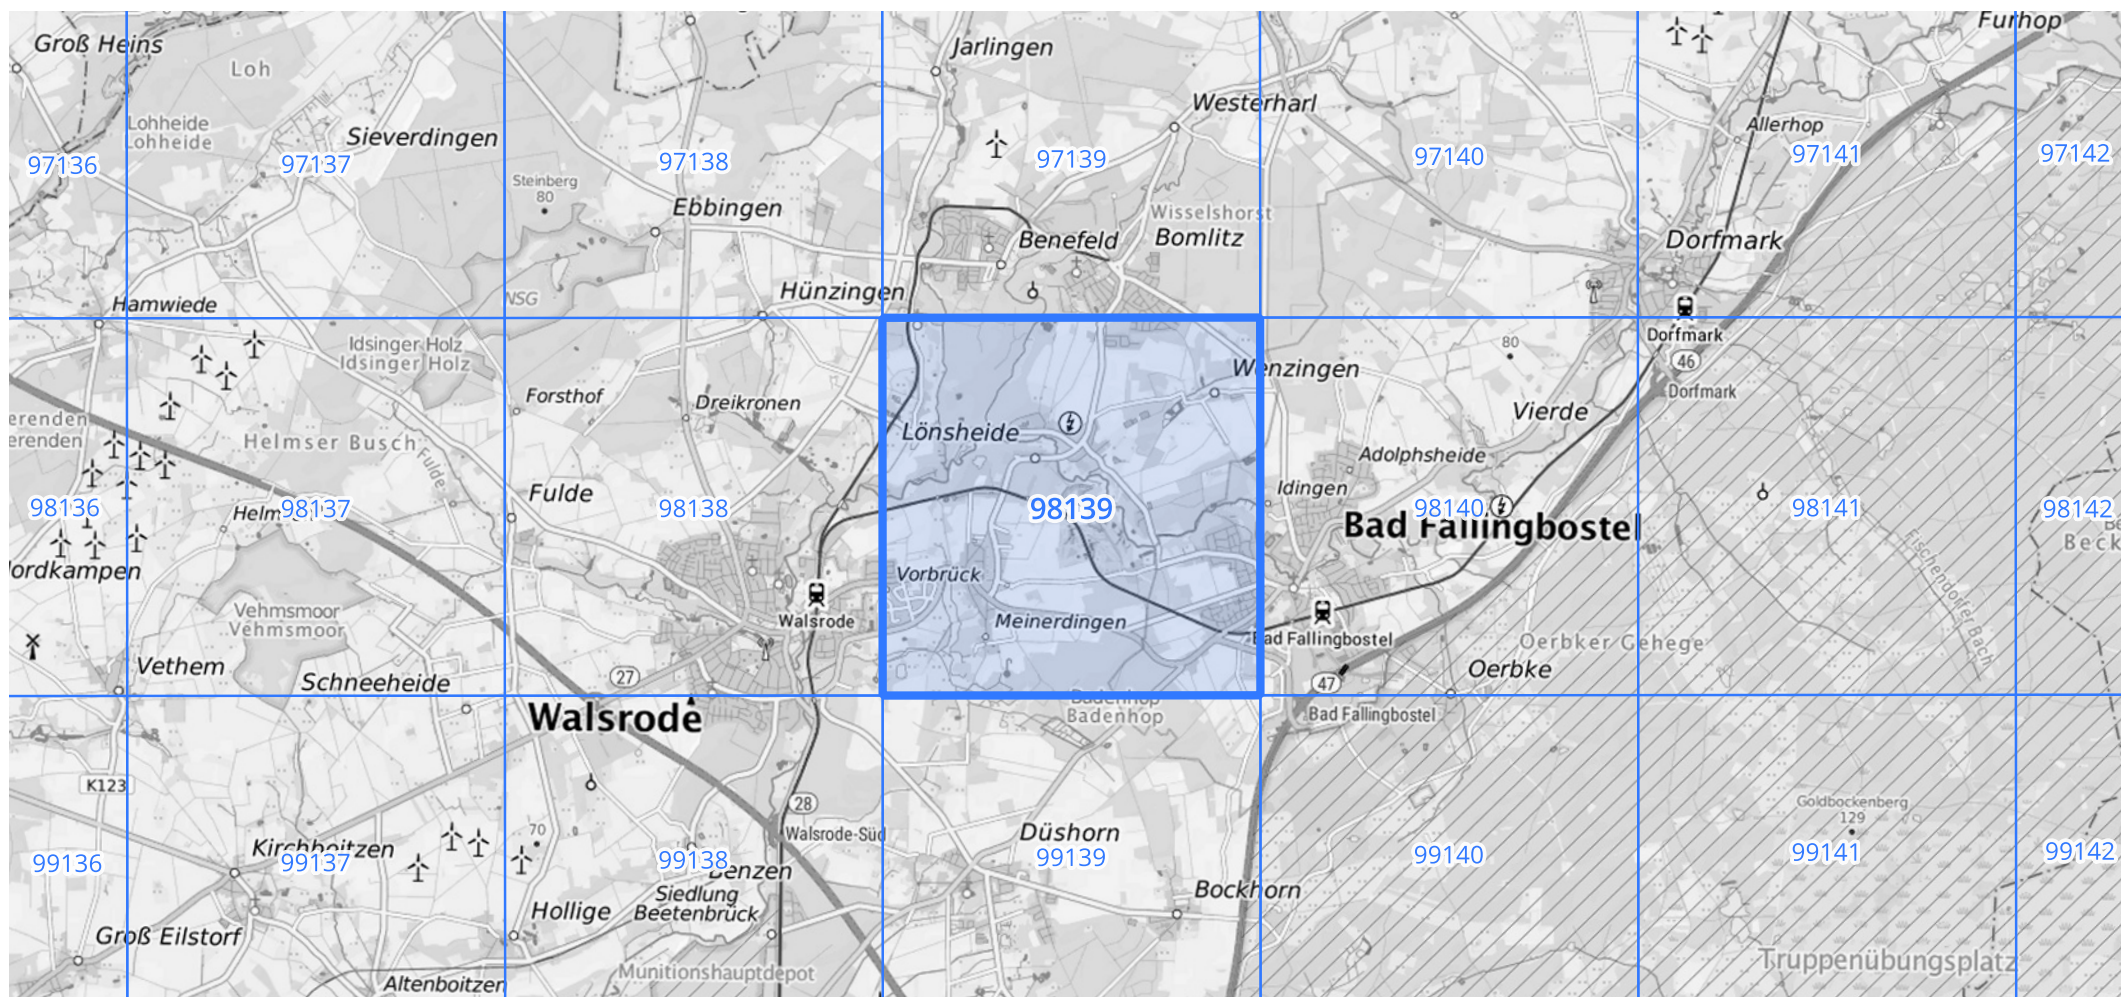 Furhop
Groß Heins
Jarlingen
Loh
Westerharl
Lohheide
Lohheide
Sieverdingen
Allerhop
97136
97137
97138
97139
97140
97141
97142
Steinberg
80
Ebbingen
Wisselshorst
Benefeld
Bomlitz
Dorfmark
NSG
Hünzingen
Hamwiede
Dorfmark
Idsinger Holz
Idsinger Holz
80
46
Wenzingen
Dorfmark
Forsthof
Dreikronen
Vierde
erenden
erenden
Helmser Busch
Lönsheide
Adolphsheide
Fulde
Fulde
Idingen
98136
98137
98138
98139
98140
98141
98142
Bad Fallingbostel
Beck
Fischendorfer Bach
ordkampen
Vorbrück
Vehmsmoor
Vehmsmoor
Walsrode
Meinerdingen
Bad Fallingbostel
Oerbker Gehege
Vethem
Schneeheide
27
47
Oerbke
Badenhop
Badenhop
Walsrode
Bad Fallingbostel
K123
28
Goldbockenberg
129
70
Walsrode-Süd
Düshorn
Kirchboitzen
99136
99137
99138
99139
99140
99141
99142
Benzen
Siedlung
Beetenbrück
Bockhorn
Hollige
Groß Eilstorf
Munitionshauptdepot
Truppenübungsplatz
Altenboitzen